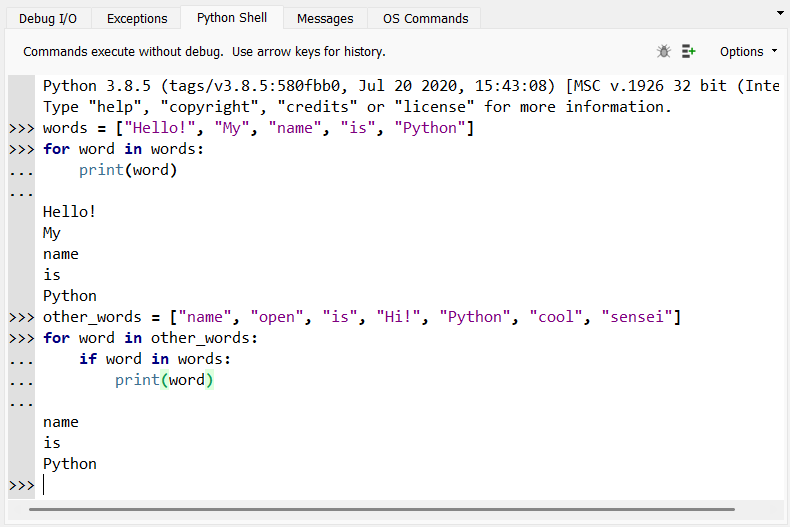 Debug I/O Exceptions Python Shell Messages OS Commands
Commands execute without debug. Use arrow keys for history. Options
Python 3.8.5 (tags/v3.8.5:580fbb0, Jul 20 2020, 15:43:08) [MSC v.1926 32 bit (Inte
Type "help", "copyright", "credits" or "license" for more information.
>>> words = ["Hello!", "My", "name", "is", "Python"]
>>> for word in words:
...     print(word)
...
Hello!
My
name
is
Python
>>> other_words = ["name", "open", "is", "Hi!", "Python", "cool", "sensei"]
>>> for word in other_words:
...     if word in words:
...         print(word)
...
name
is
Python
>>>